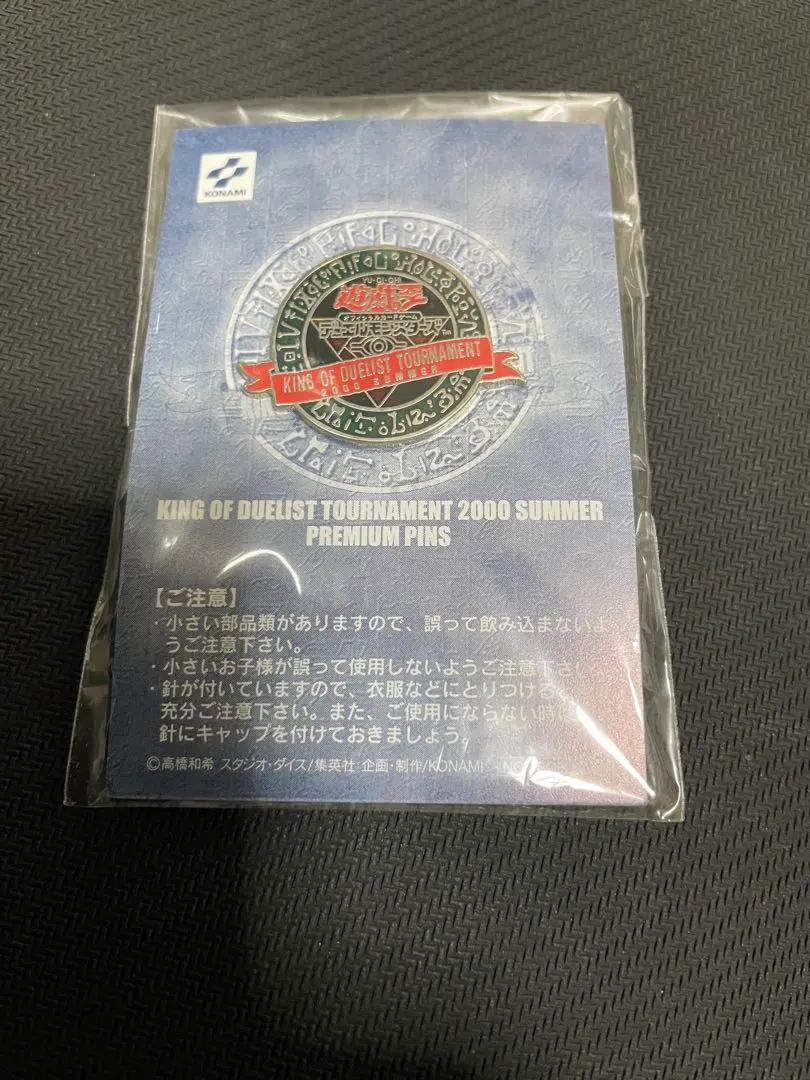 KONAMI
YU-GI-OH!
遊戯王
オフィシャルカードゲーム
デュエルモンスターズ
TM
KING OF DUELIST TOURNAMENT
2000 SUMMER
KING OF DUELIST TOURNAMENT 2000 SUMMER
PREMIUM PINS
【ご注意】
・小さい部品類がありますので、誤って飲み込まないよ
うご注意下さい。
・小さいお子様が誤って使用しないようご注意下さ
・針が付いていますので、衣服などにとりつける
充分ご注意下さい。また、ご使用にならない時は
針にキャップを付けておきましょう。
©高橋和希 スタジオ・ダイス/集英社 企画・制作/KONAMI